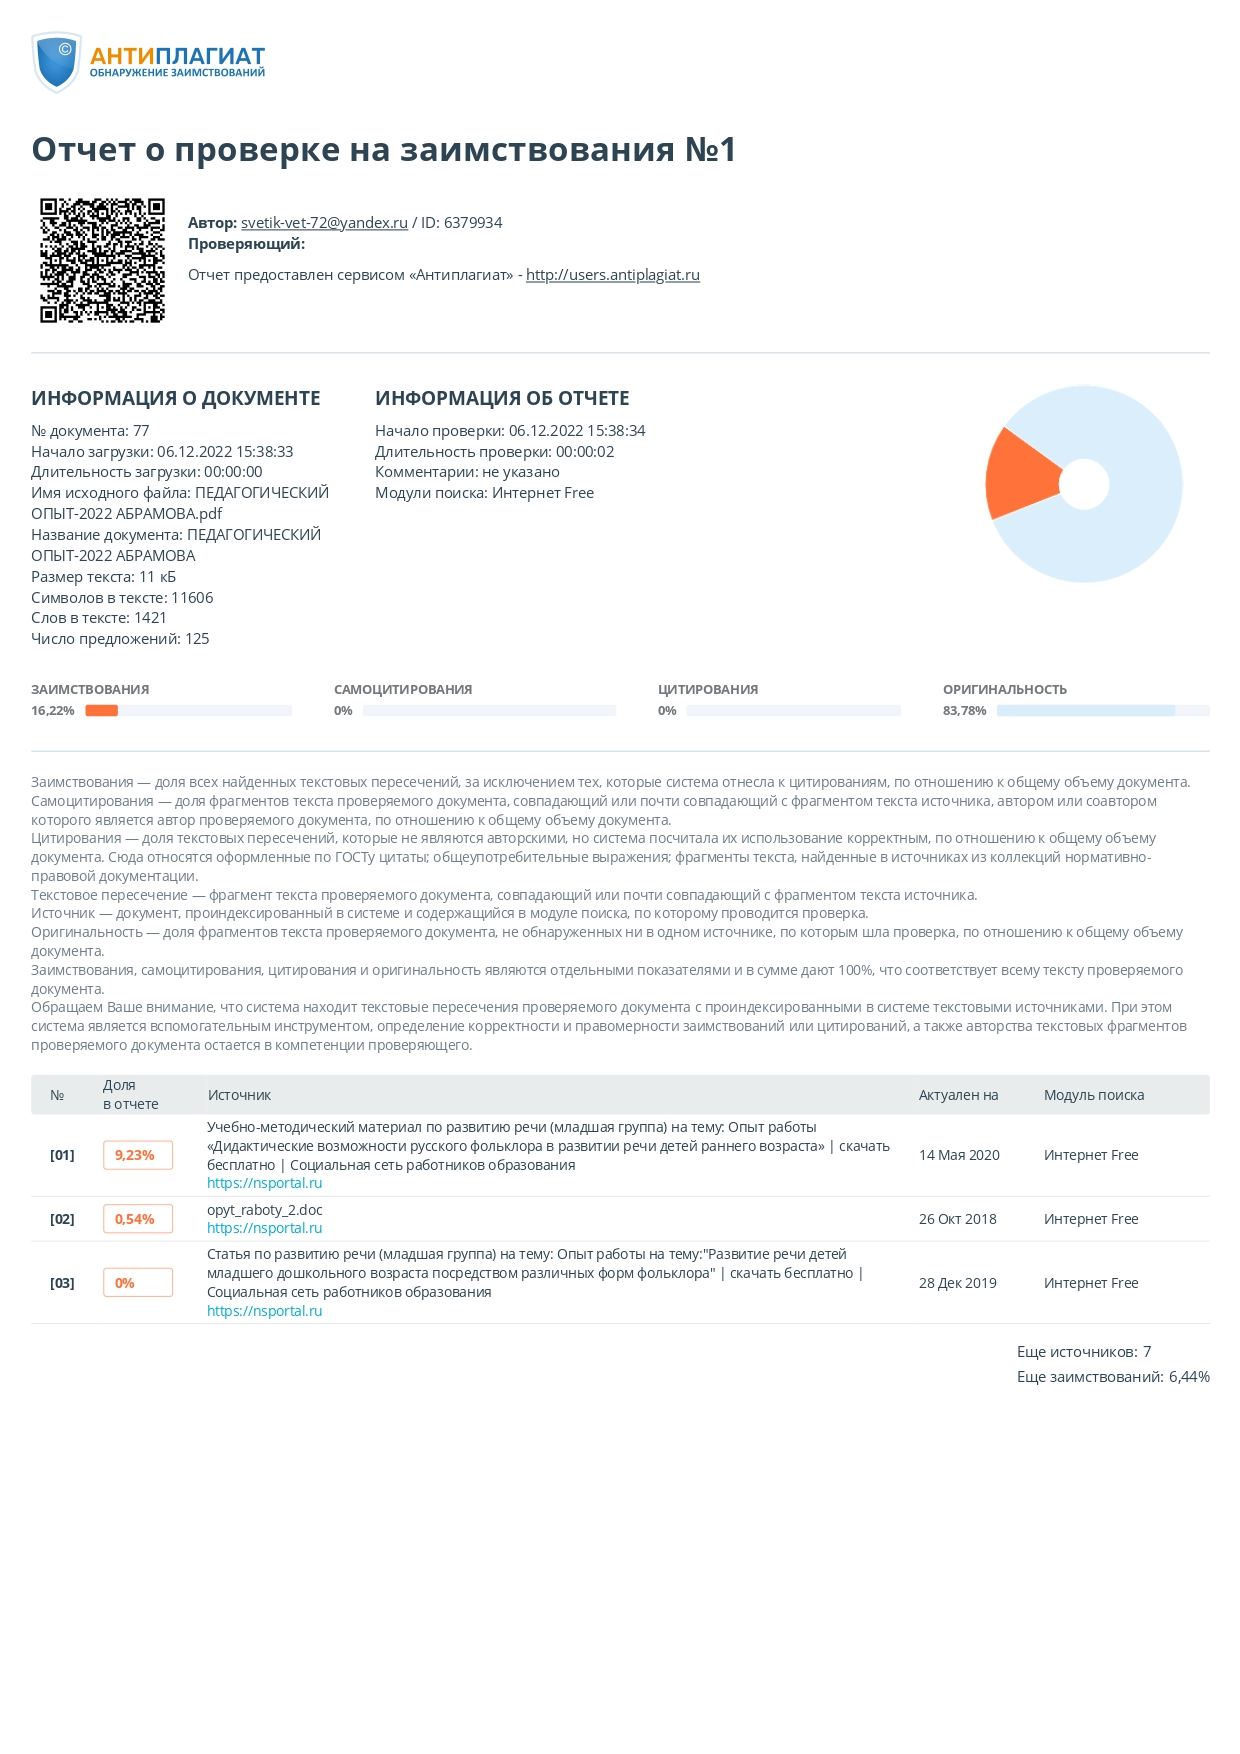 ©
АНТИПЛАГИАТ
ОБНАРУЖЕНИЕ ЗАИМСТВОВАНИЙ
Отчет о проверке на заимствования №1
Автор: svetik-vet-72@yandex.ru / ID: 6379934
Проверяющий:
Отчет предоставлен сервисом «Антиплагиат» - http://users.antiplagiat.ru
ИНФОРМАЦИЯ О ДОКУМЕНТЕ
№ документа: 77
Начало загрузки: 06.12.2022 15:38:33
Длительность загрузки: 00:00:00
Имя исходного файла: ПЕДАГОГИЧЕСКИЙ
ОПЫТ-2022 АБРАМОВА.pdf
Название документа: ПЕДАГОГИЧЕСКИЙ
ОПЫТ-2022 АБРАМОВА
Размер текста: 11 кБ
Символов в тексте: 11606
Слов в тексте: 1421
Число предложений: 125
ИНФОРМАЦИЯ ОБ ОТЧЕТЕ
Начало проверки: 06.12.2022 15:38:34
Длительность проверки: 00:00:02
Комментарии: не указано
Модули поиска: Интернет Free
ЗАИМСТВОВАНИЯ
16,22%
САМОЦИТИРОВАНИЯ
0%
ЦИТИРОВАНИЯ
0%
ОРИГИНАЛЬНОСТЬ
83,78%
Заимствования — доля всех найденных текстовых пересечений, за исключением тех, которые система отнесла к цитированиям, по отношению к общему объему документа.
Самоцитирования — доля фрагментов текста проверяемого документа, совпадающий или почти совпадающий с фрагментом текста источника, автором или соавтором
которого является автор проверяемого документа, по отношению к общему объему документа.
Цитирования — доля текстовых пересечений, которые не являются авторскими, но система посчитала их использование корректным, по отношению к общему объему
документа. Сюда относятся оформленные по ГОСТу цитаты; общеупотребительные выражения; фрагменты текста, найденные в источниках из коллекций нормативно-
правовой документации.
Текстовое пересечение — фрагмент текста проверяемого документа, совпадающий или почти совпадающий с фрагментом текста источника.
Источник — документ, проиндексированный в системе и содержащийся в модуле поиска, по которому проводится проверка.
Оригинальность — доля фрагментов текста проверяемого документа, не обнаруженных ни в одном источнике, по которым шла проверка, по отношению к общему объему
документа.
Заимствования, самоцитирования, цитирования и оригинальность являются отдельными показателями и в сумме дают 100%, что соответствует всему тексту проверяемого
документа.
Обращаем Ваше внимание, что система находит текстовые пересечения проверяемого документа с проиндексированными в системе текстовыми источниками. При этом
система является вспомогательным инструментом, определение корректности и правомерности заимствований или цитирований, а также авторства текстовых фрагментов
проверяемого документа остается в компетенции проверяющего.
№
Доля
в отчете
Источник
Актуален на
Модуль поиска
[01]
9,23%
Учебно-методический материал по развитию речи (младшая группа) на тему: Опыт работы
«Дидактические возможности русского фольклора в развитии речи детей раннего возраста» | скачать
бесплатно | Социальная сеть работников образования
https://nsportal.ru
14 Мая 2020
Интернет Free
[02]
0,54%
opyt_raboty_2.doc
https://nsportal.ru
26 Окт 2018
Интернет Free
[03]
0%
Статья по развитию речи (младшая группа) на тему: Опыт работы на тему:"Развитие речи детей
младшего дошкольного возраста посредством различных форм фольклора" | скачать бесплатно |
Социальная сеть работников образования
https://nsportal.ru
28 Дек 2019
Интернет Free
Еще источников: 7
Еще заимствований: 6,44%